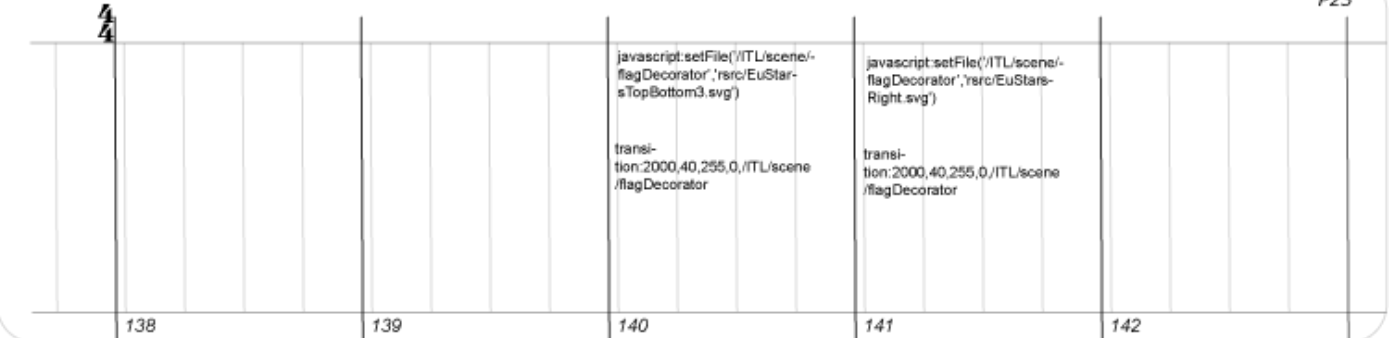 P25
4
4
javascript:setFile('/ITL/scene/-
flagDecorator','rsrc/EuStar-
sTopBottom3.svg')
transi-
tion:2000,40,255,0,/ITL/scene
/flagDecorator
javascript:setFile('/ITL/scene/-
flagDecorator','rsrc/EuStars-
Right.svg')
transi-
tion:2000,40,255,0,/ITL/scene
/flagDecorator
138
139
140
141
142